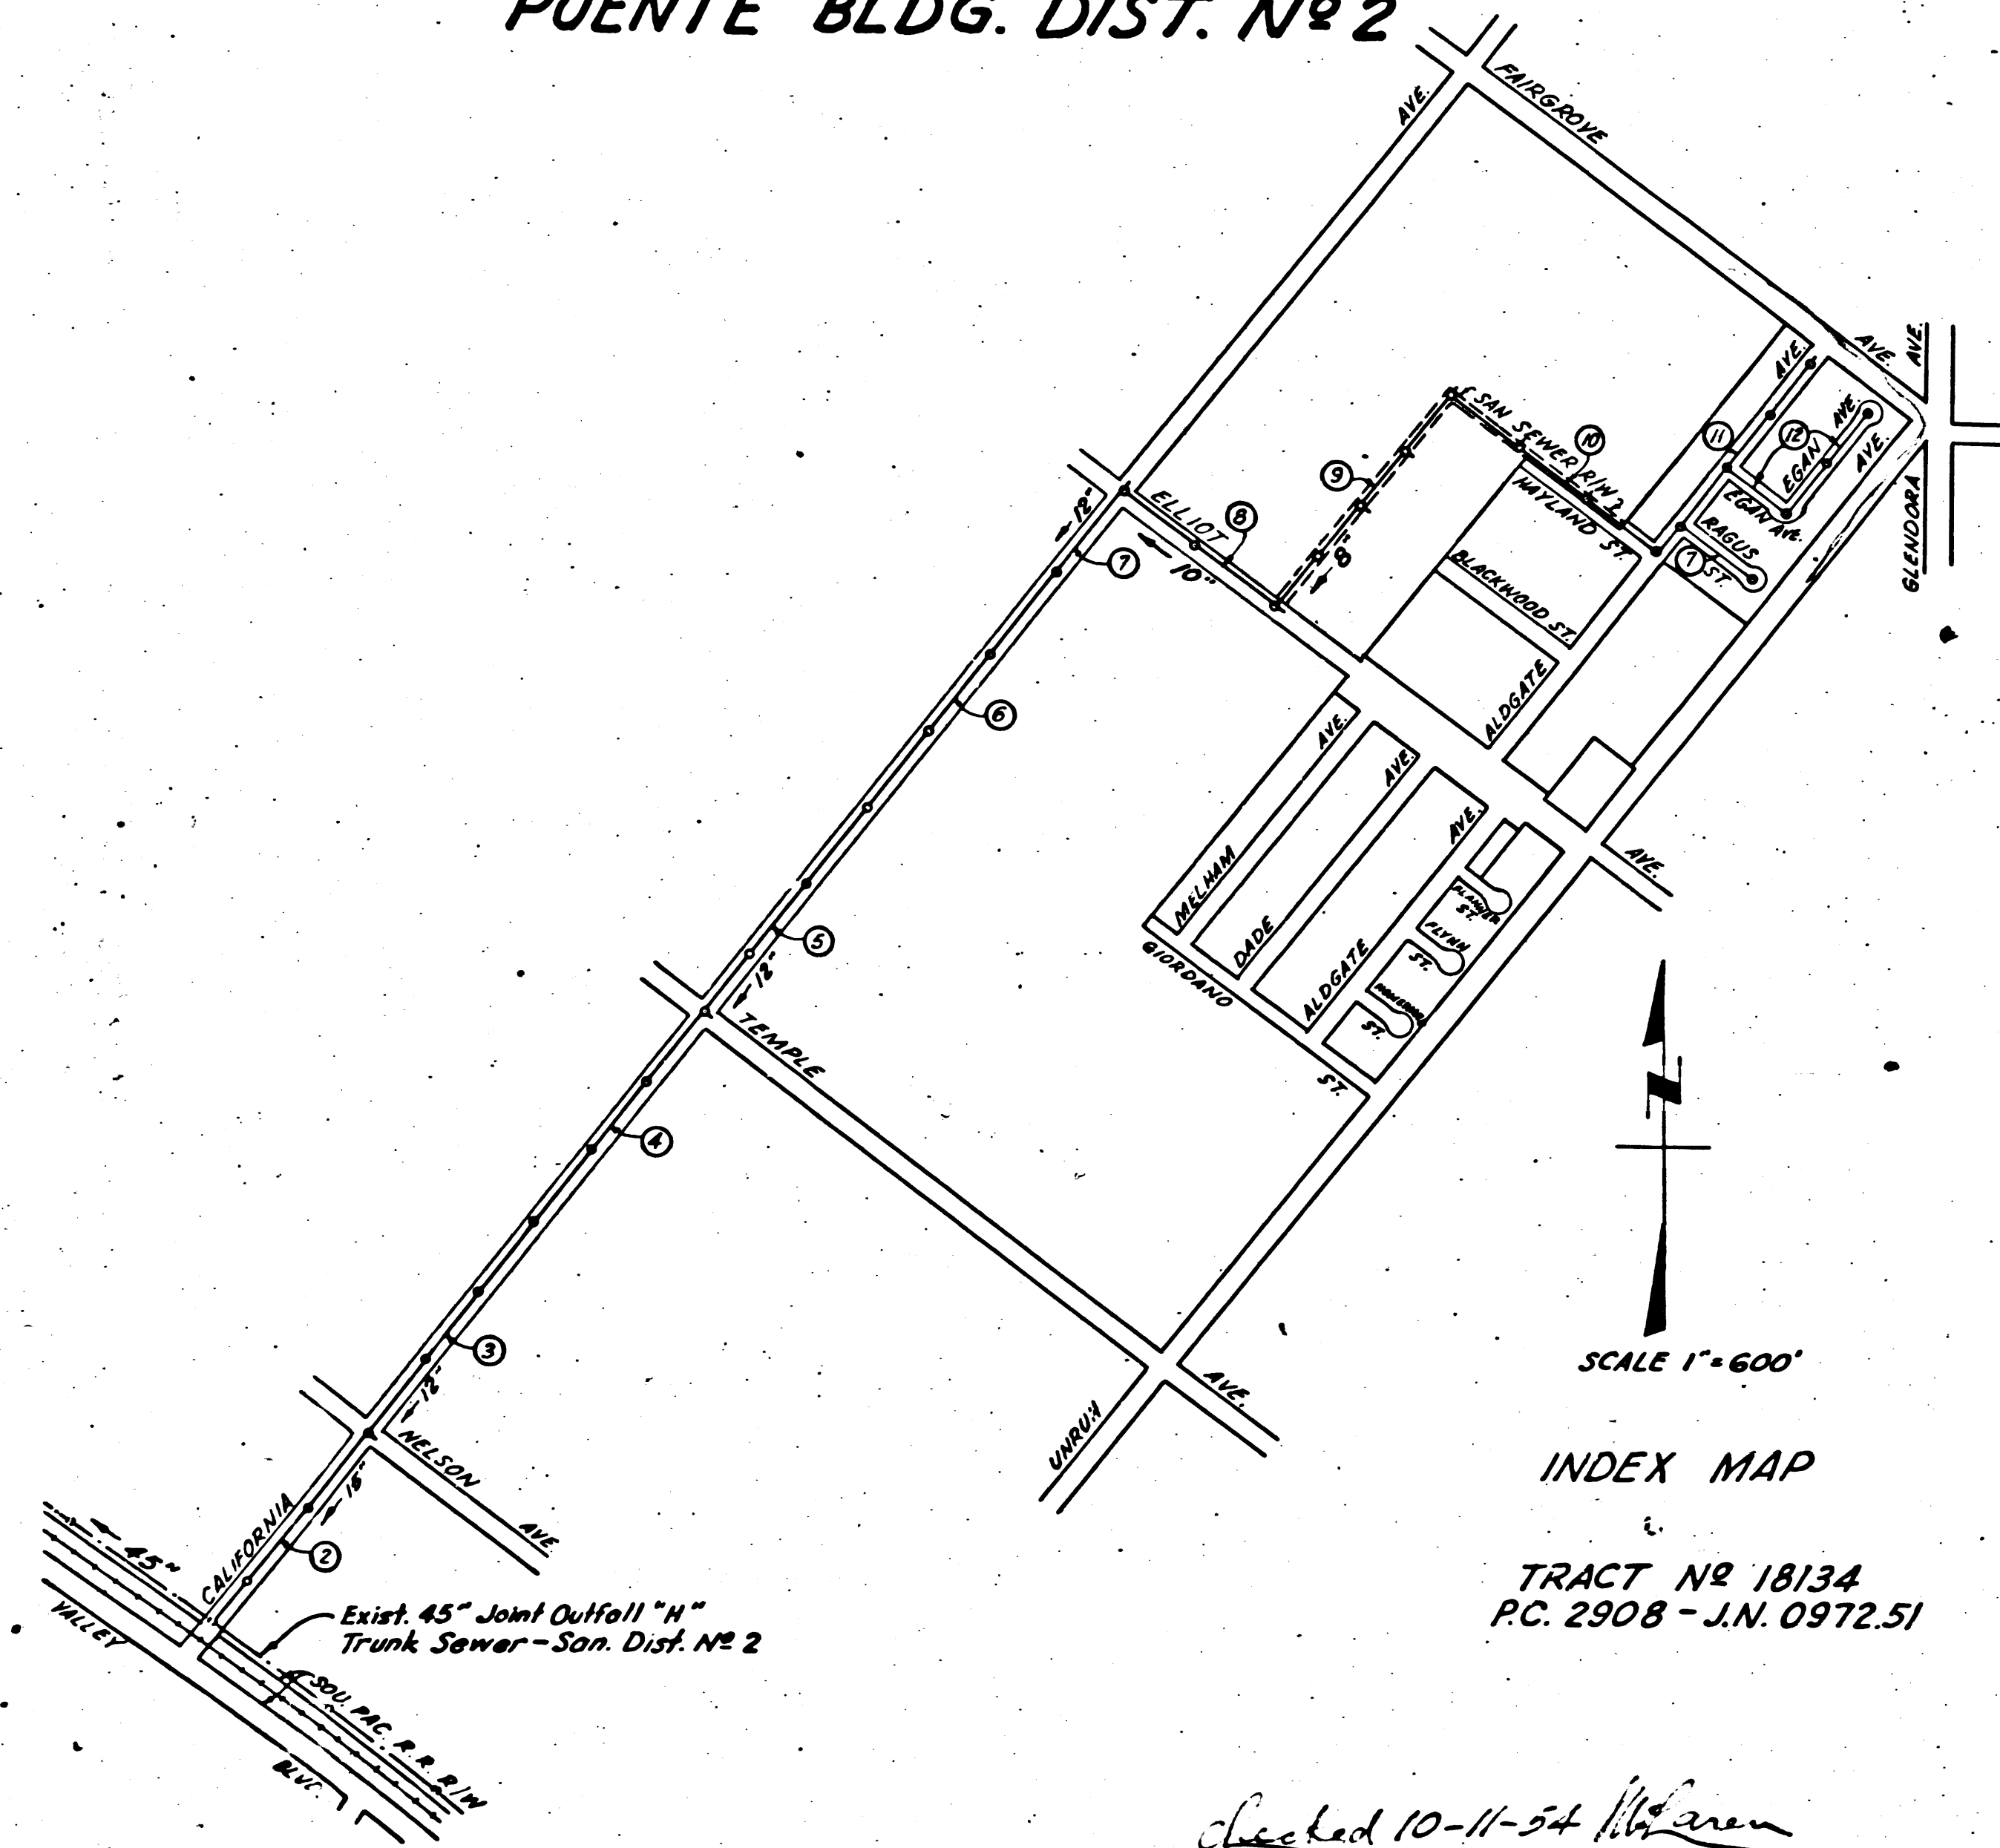 PUENTE BLDG. DIST. Nº 2
FAIRGROVE
AVE.
AVE.
AVE.
GLENDORA
AVE.
SAN SEWER R/W
10
11
12
EGAN AVE.
AVE.
EGAN AVE.
RAGUS
ST.
7
9
8"
8
ELLIOT
10"
12"
7
HAYLAND ST.
BLACKWOOD ST.
ALDGATE
AVE.
6
MELHAM AVE.
DADE AVE.
ALDGATE AVE.
FLYNN
ST.
ST.
ST.
GIORDANO
ST.
5
12"
TEMPLE
AVE.
4
3
12"
NELSON
AVE.
UNRUH
15"
2
CALIFORNIA
45"
VALLEY
BLVD.
Exist. 45" Joint Outfall "H"
Trunk Sewer - San. Dist. Nº 2
SOU. PAC. R.R. R/W
N
SCALE 1" = 600'
INDEX MAP
TRACT Nº 18134
P.C. 2908 - J.N. 0972.51
checked 10-11-54 McLaren